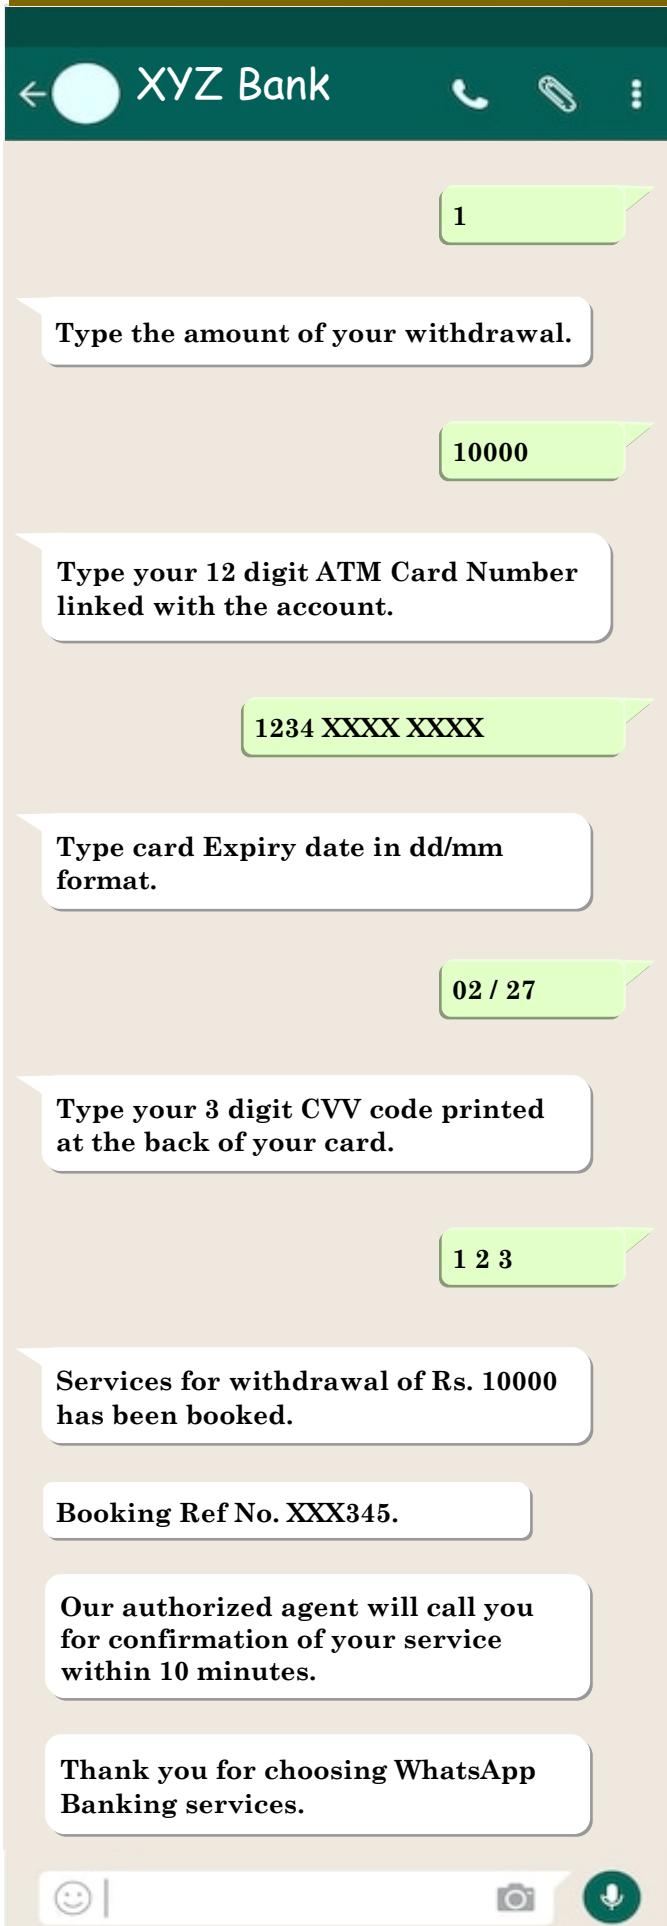 XYZ Bank
1
Type the amount of your withdrawal.
10000
Type your 12 digit ATM Card Number
linked with the account.
1234 XXXX XXXX
Type card Expiry date in dd/mm
format.
02 / 27
Type your 3 digit CVV code printed
at the back of your card.
1 2 3
Services for withdrawal of Rs. 10000
has been booked.
Booking Ref No. XXX345.
Our authorized agent will call you
for confirmation of your service
within 10 minutes.
Thank you for choosing WhatsApp
Banking services.